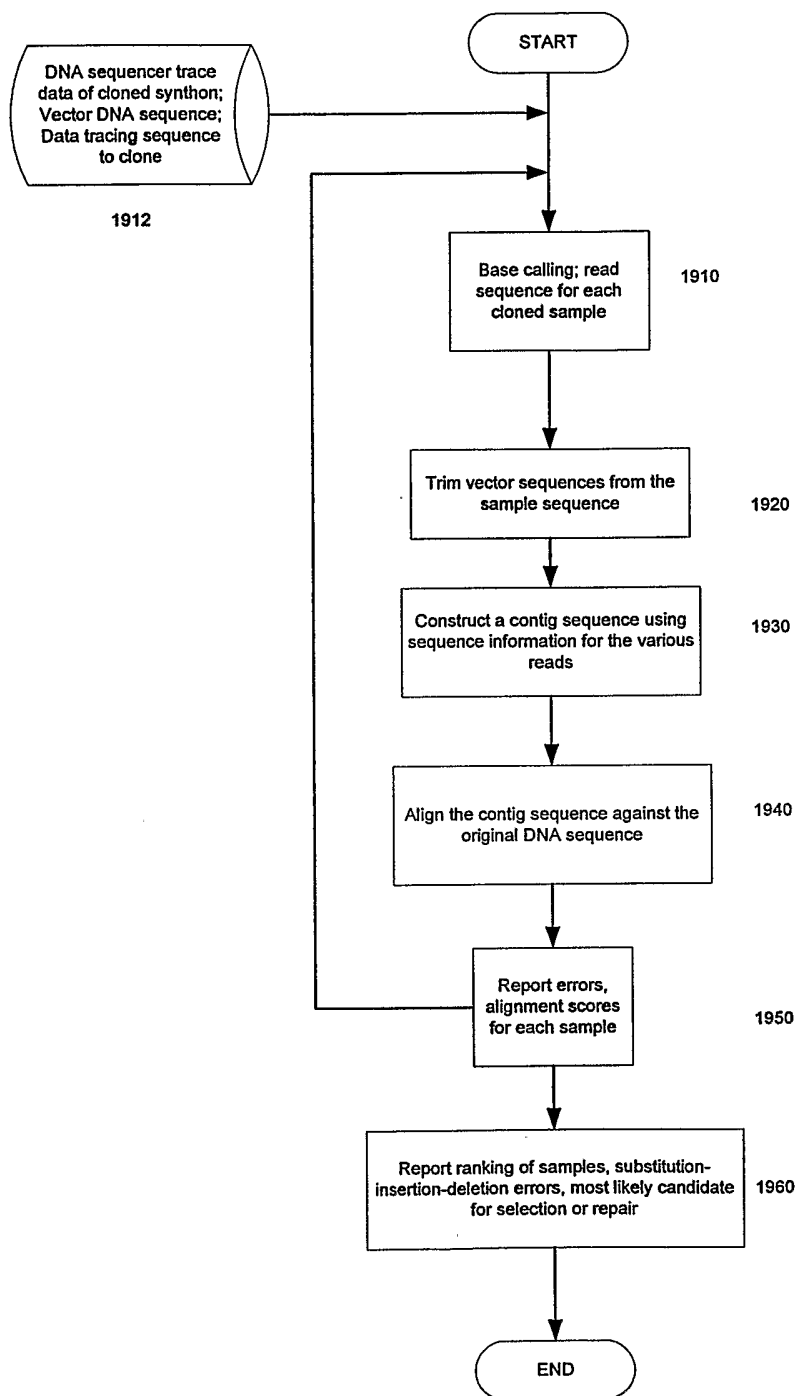 START
DNA sequencer trace
data of cloned synthon;
Vector DNA sequence;
Data tracing sequence
to clone
1912
Base calling; read
sequence for each
cloned sample
1910
Trim vector sequences from the
sample sequence
1920
Construct a contig sequence using
sequence information for the various
reads
1930
Align the contig sequence against the
original DNA sequence
1940
Report errors,
alignment scores
for each sample
1950
Report ranking of samples, substitution-
insertion-deletion errors, most likely candidate
for selection or repair
1960
END